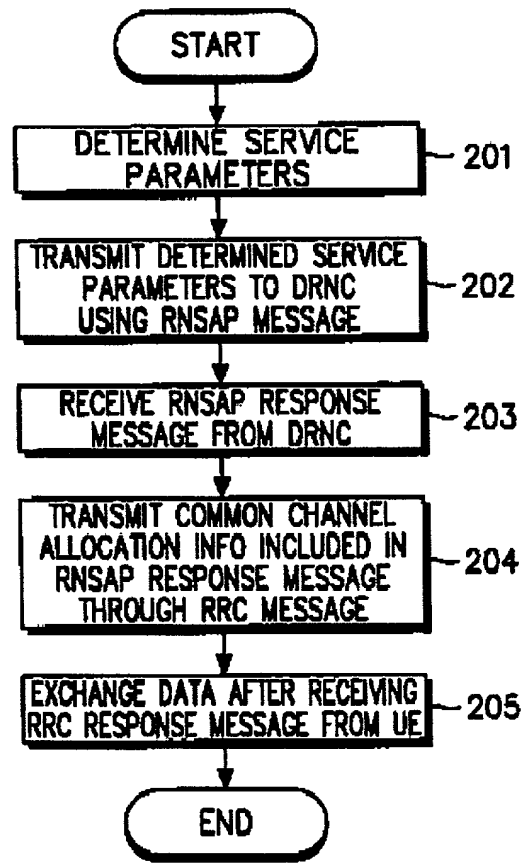 START
DETERMINE SERVICE
PARAMETERS
201
TRANSMIT DETERMINED SERVICE
PARAMETERS TO DRNC
USING RNSAP MESSAGE
202
RECEIVE RNSAP RESPONSE
MESSAGE FROM DRNC
203
TRANSMIT COMMON CHANNEL
ALLOCATION INFO INCLUDED IN
RNSAP RESPONSE MESSAGE
THROUGH RRC MESSAGE
204
EXCHANGE DATA AFTER RECEIVING
RRC RESPONSE MESSAGE FROM UE
205
END